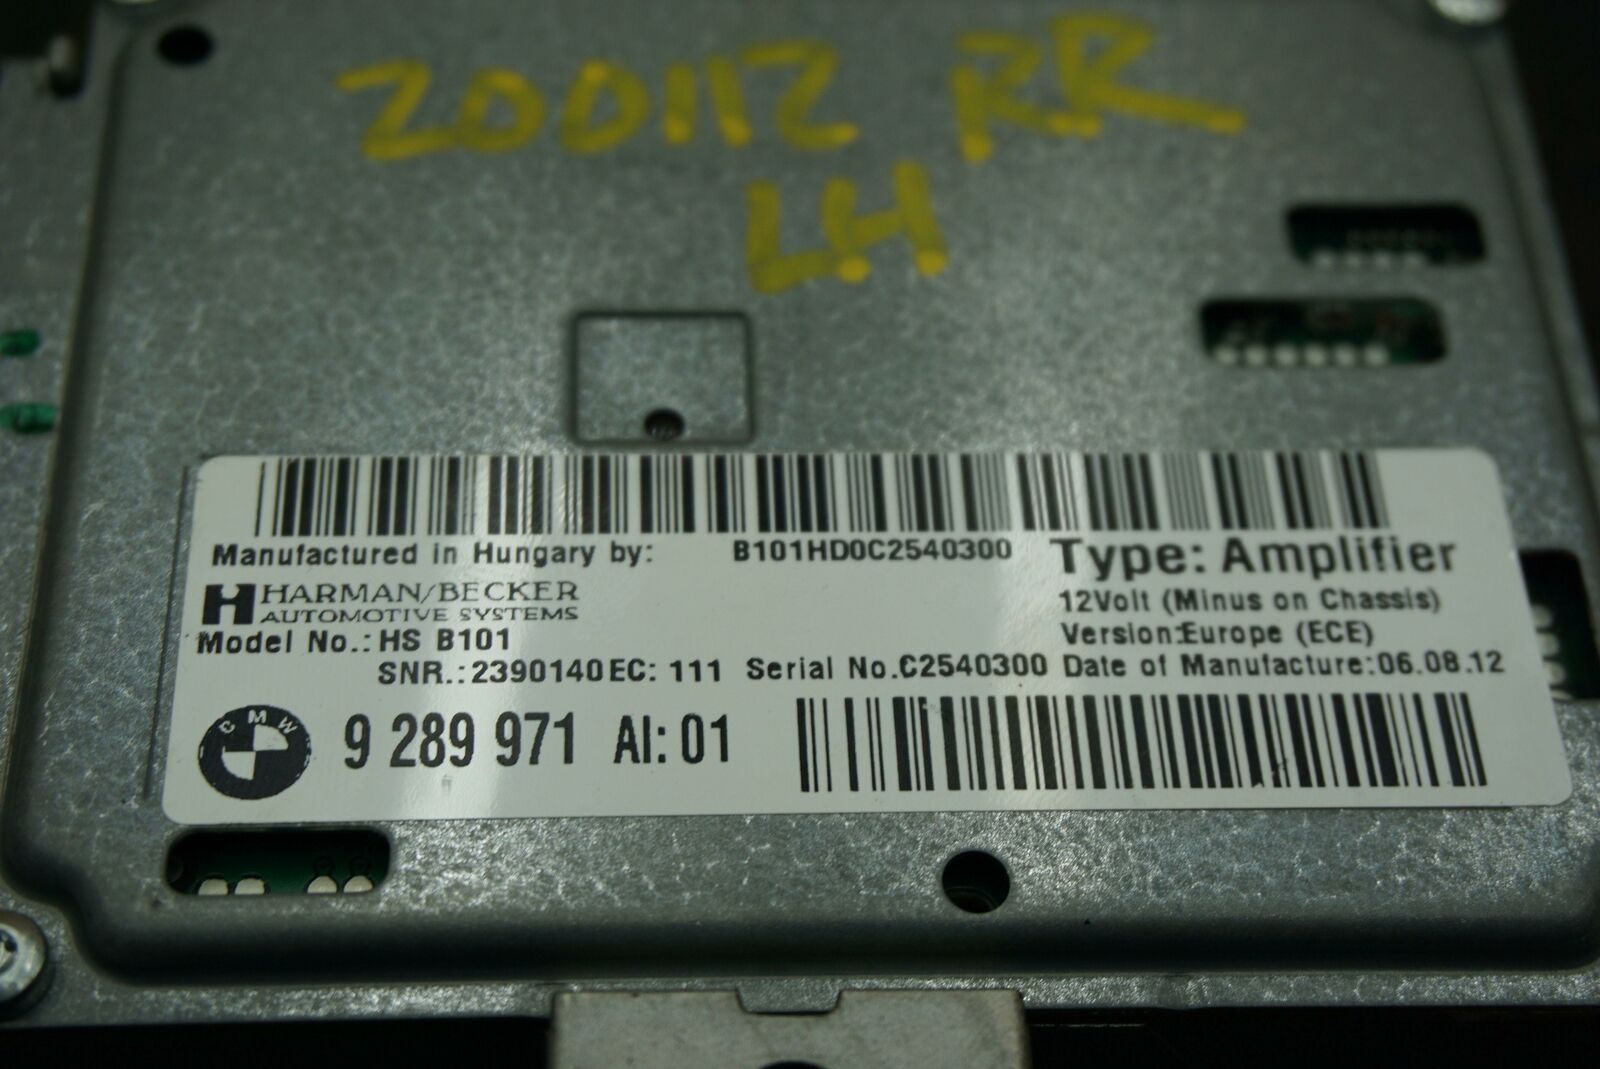 200112 RR
LH
Manufactured in Hungary by: B101HD0C2540300 Type: Amplifier
HARMAN/BECKER
AUTOMOTIVE SYSTEMS
12Volt (Minus on Chassis)
Model No.: HS B101
Version:Europe (ECE)
SNR.: 2390140 EC: 111 Serial No.C2540300 Date of Manufacture:06.08.12
BMW
9 289 971 AI: 01